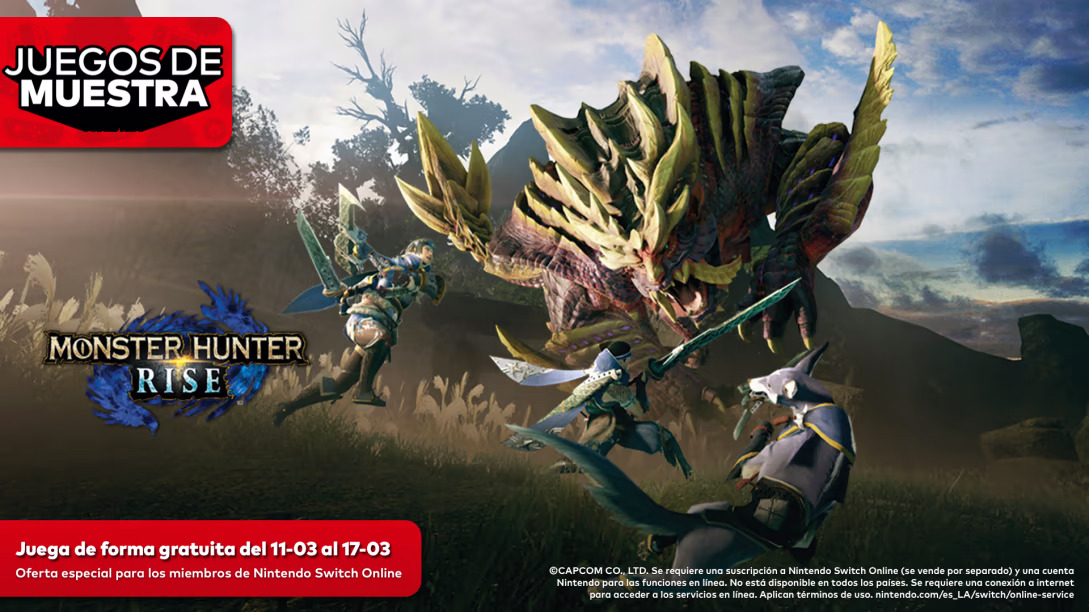 JUEGOS DE
MUESTRA
MONSTER HUNTER
RISE
Juega de forma gratuita del 11-03 al 17-03
Oferta especial para los miembros de Nintendo Switch Online
©CAPCOM CO., LTD. Se requiere una suscripción a Nintendo Switch Online (se vende por separado) y una cuenta
Nintendo para las funciones en línea. No está disponible en todos los países. Se requiere una conexión a internet
para acceder a los servicios en línea. Aplican términos de uso. nintendo.com/es_LA/switch/online-service